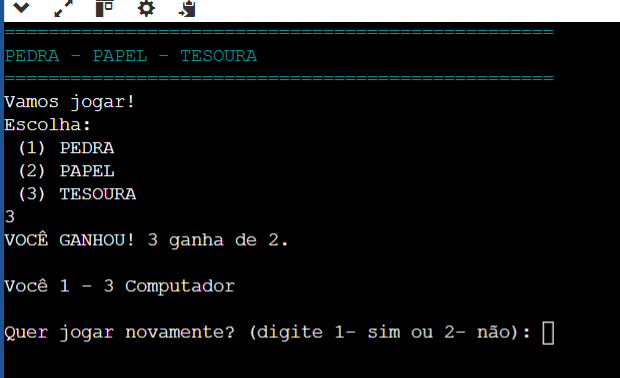 ==================================================
PEDRA - PAPEL - TESOURA
==================================================
Vamos jogar!
Escolha:
(1) PEDRA
(2) PAPEL
(3) TESOURA
3
VOCÊ GANHOU! 3 ganha de 2.
Você 1 - 3 Computador
Quer jogar novamente? (digite 1- sim ou 2- não):